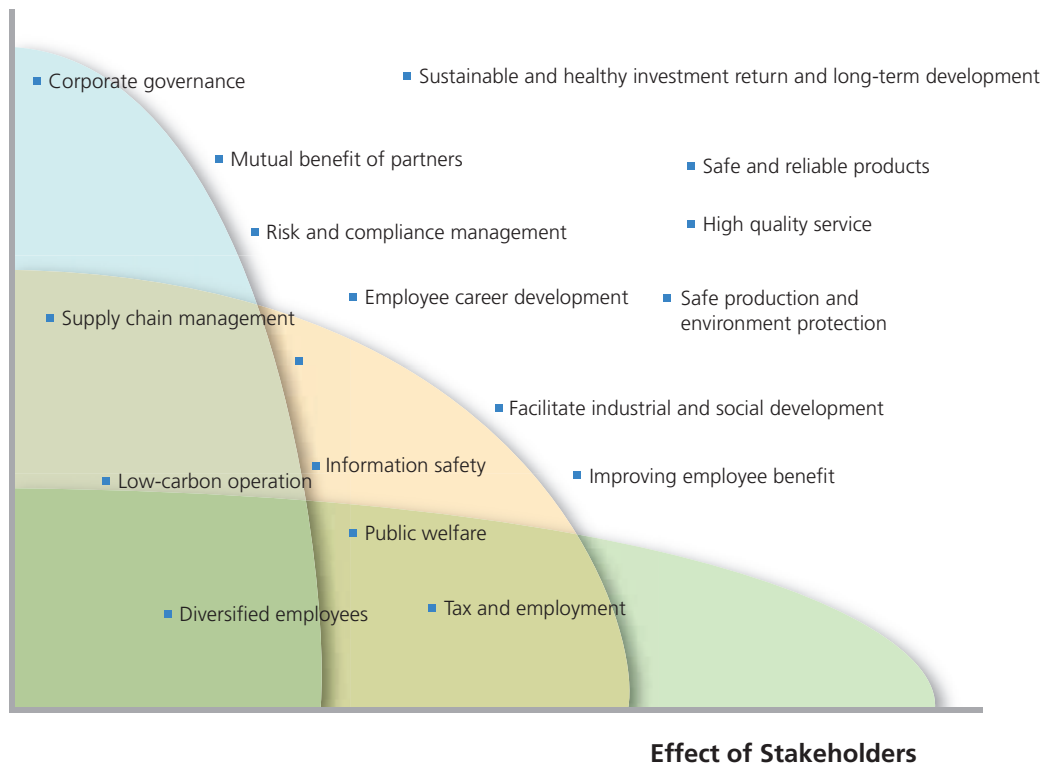 Corporate governance
Sustainable and healthy investment return and long-term development
Mutual benefit of partners
Safe and reliable products
High quality service
Risk and compliance management
Employee career development
Safe production and
environment protection
Supply chain management
Facilitate industrial and social development
Information safety
Improving employee benefit
Low-carbon operation
Public welfare
Diversified employees
Tax and employment
Effect of Stakeholders